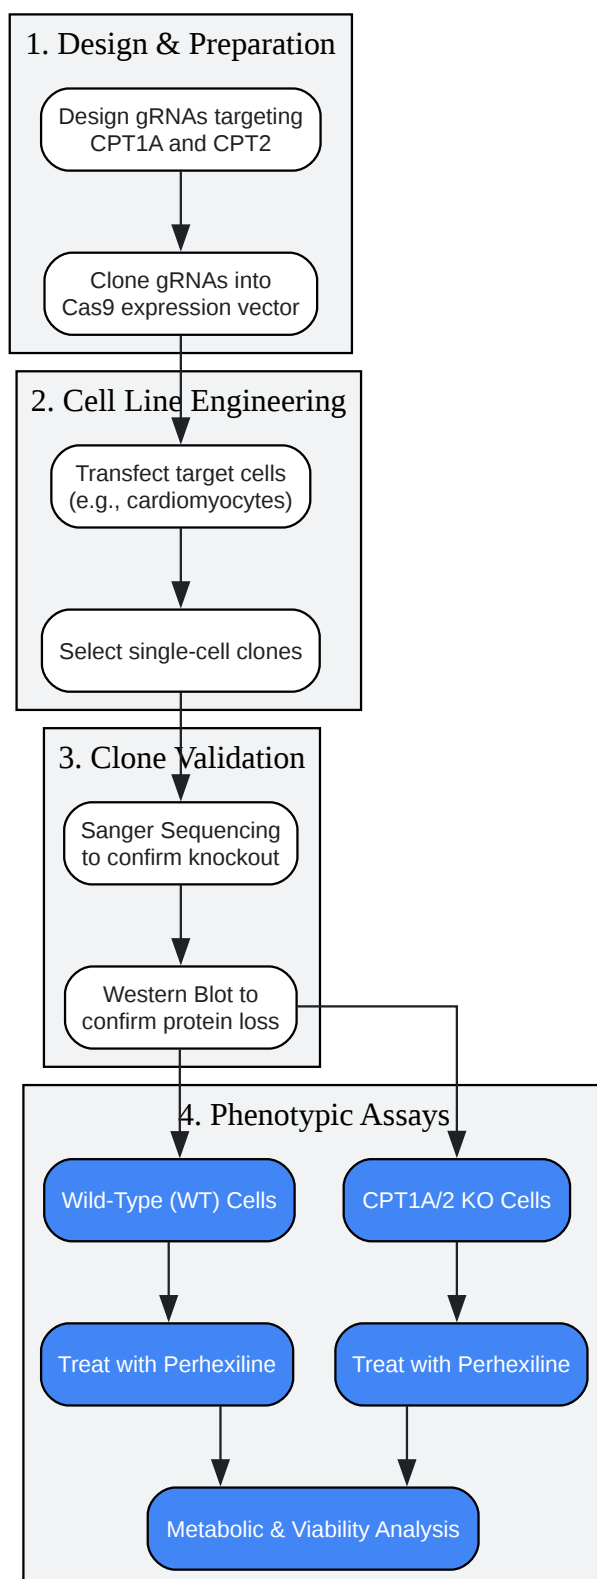 1. Design & Preparation
Design gRNAs targeting
CPT1A and CPT2
Clone gRNAs into
Cas9 expression vector
2. Cell Line Engineering
Transfect target cells
(e.g., cardiomyocytes)
Select single-cell clones
3. Clone Validation
Sanger Sequencing
to confirm knockout
Western Blot to
confirm protein loss
4. Phenotypic Assays
Wild-Type (WT) Cells
CPT1A/2 KO Cells
Treat with Perhexiline
Treat with Perhexiline
Metabolic & Viability Analysis